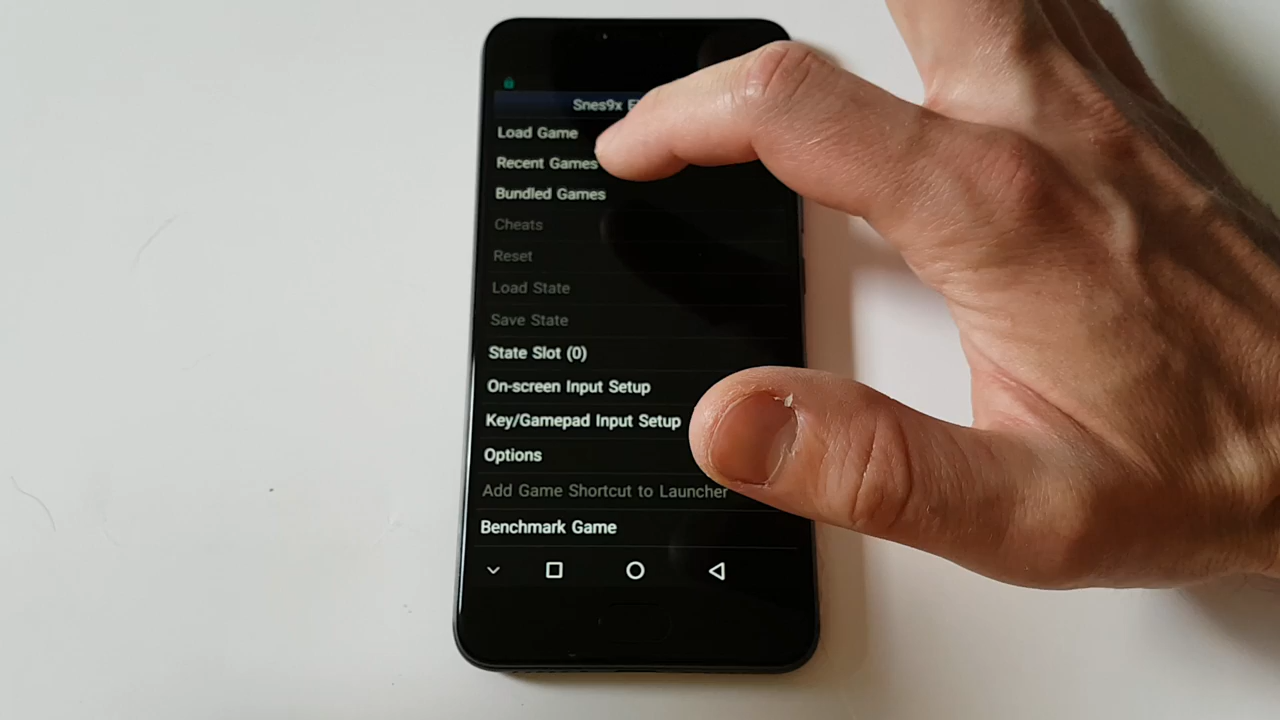 Snes9x
Load Game
Recent Games
Bundled Games
Cheats
Reset
Load State
Save State
State Slot (0)
On-screen Input Setup
Key/Gamepad Input Setup
Options
Add Game Shortcut to Launcher
Benchmark Game